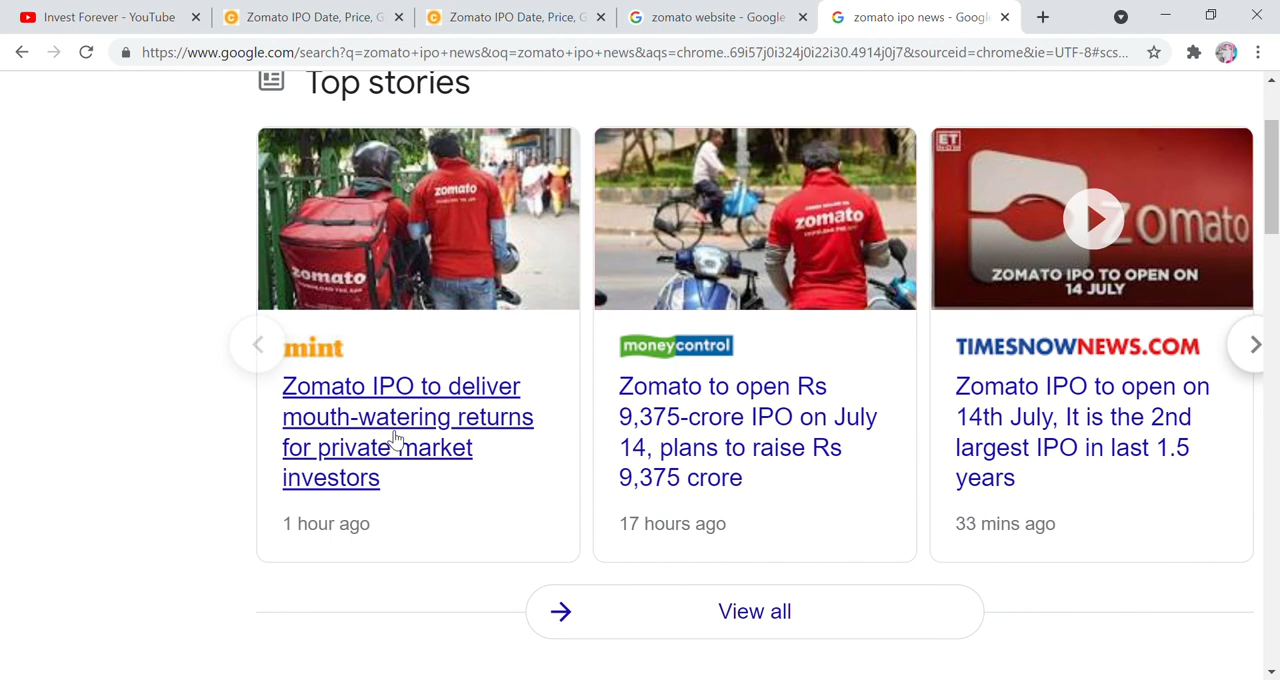 Invest Forever - YouTube
Zomato IPO Date, Price, G
Zomato IPO Date, Price, G
zomato website - Google
zomato ipo news - Googl
https://www.google.com/search?q=zomato+ipo+news&oq=zomato+ipo+news&aqs=chrome..69i57j0i324j0i22i30.4914j0j7&sourceid=chrome&ie=UTF-8#scs...
Top stories
zomato
zomato
zomato
ET
NOW
zomato
ZOMATO IPO TO OPEN ON
14 JULY
mint
Zomato IPO to deliver
mouth-watering returns
for private market
investors
1 hour ago
moneycontrol
Zomato to open Rs
9,375-crore IPO on July
14, plans to raise Rs
9,375 crore
17 hours ago
TIMESNOWNEWS.COM
Zomato IPO to open on
14th July, It is the 2nd
largest IPO in last 1.5
years
33 mins ago
View all